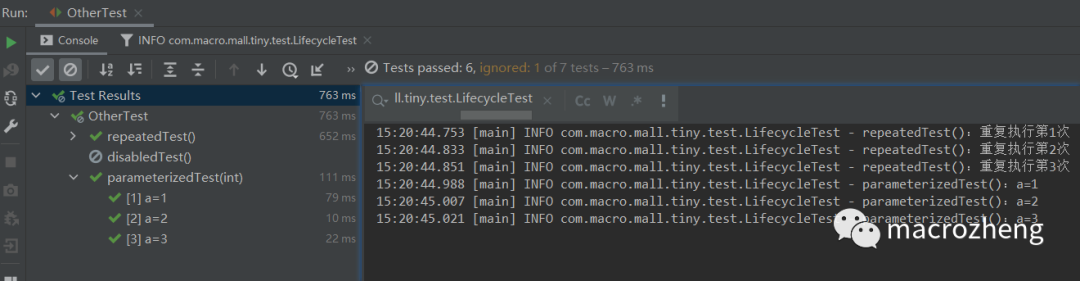 Run: OtherTest
Console INFO com.macro.mall.tiny.test.LifecycleTest
Tests passed: 6, ignored: 1 of 7 tests – 763 ms
Test Results 763 ms
OtherTest 763 ms
repeatedTest() 652 ms
disabledTest()
parameterizedTest(int) 111 ms
[1] a=1 79 ms
[2] a=2 10 ms
[3] a=3 22 ms
ll.tiny.test.LifecycleTest Cc W .* !
15:20:44.753 [main] INFO com.macro.mall.tiny.test.LifecycleTest - repeatedTest()：重复执行第1次
15:20:44.833 [main] INFO com.macro.mall.tiny.test.LifecycleTest - repeatedTest()：重复执行第2次
15:20:44.851 [main] INFO com.macro.mall.tiny.test.LifecycleTest - repeatedTest()：重复执行第3次
15:20:44.988 [main] INFO com.macro.mall.tiny.test.LifecycleTest - parameterizedTest()：a=1
15:20:45.007 [main] INFO com.macro.mall.tiny.test.LifecycleTest - parameterizedTest()：a=2
15:20:45.021 [main] INFO com.macro.mall.tiny.test.LifecycleTest - parameterizedTest()：a=3
macrozheng